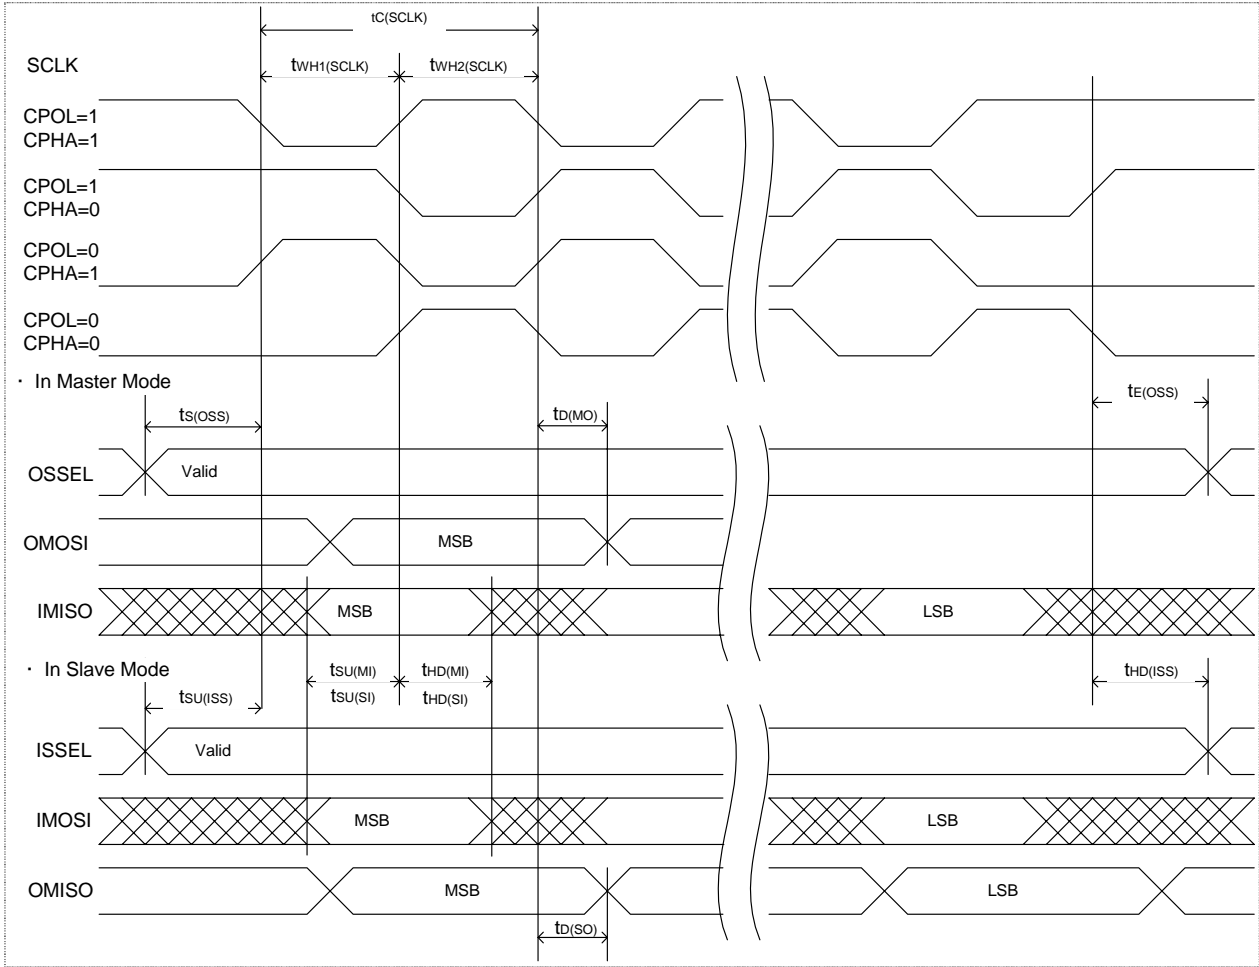 tC(SCLK)
SCLK
tWH1(SCLK)
tWH2(SCLK)
CPOL=1
CPHA=1
CPOL=1
CPHA=0
CPOL=0
CPHA=1
CPOL=0
CPHA=0
· In Master Mode
tS(OSS)
tD(MO)
tE(OSS)
OSSEL
Valid
OMOSI
MSB
IMISO
MSB
LSB
· In Slave Mode
tSU(ISS)
tSU(MI)
tSU(SI)
tHD(MI)
tHD(SI)
tHD(ISS)
ISSEL
Valid
IMOSI
MSB
LSB
OMISO
MSB
LSB
tD(SO)